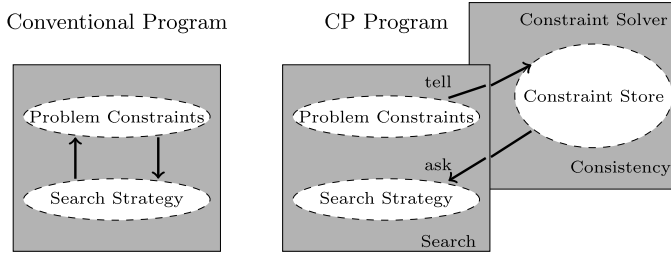 Conventional Program
Problem Constraints
Search Strategy
CP Program
Constraint Solver
tell
Constraint Store
Problem Constraints
ask
Consistency
Search Strategy
Search